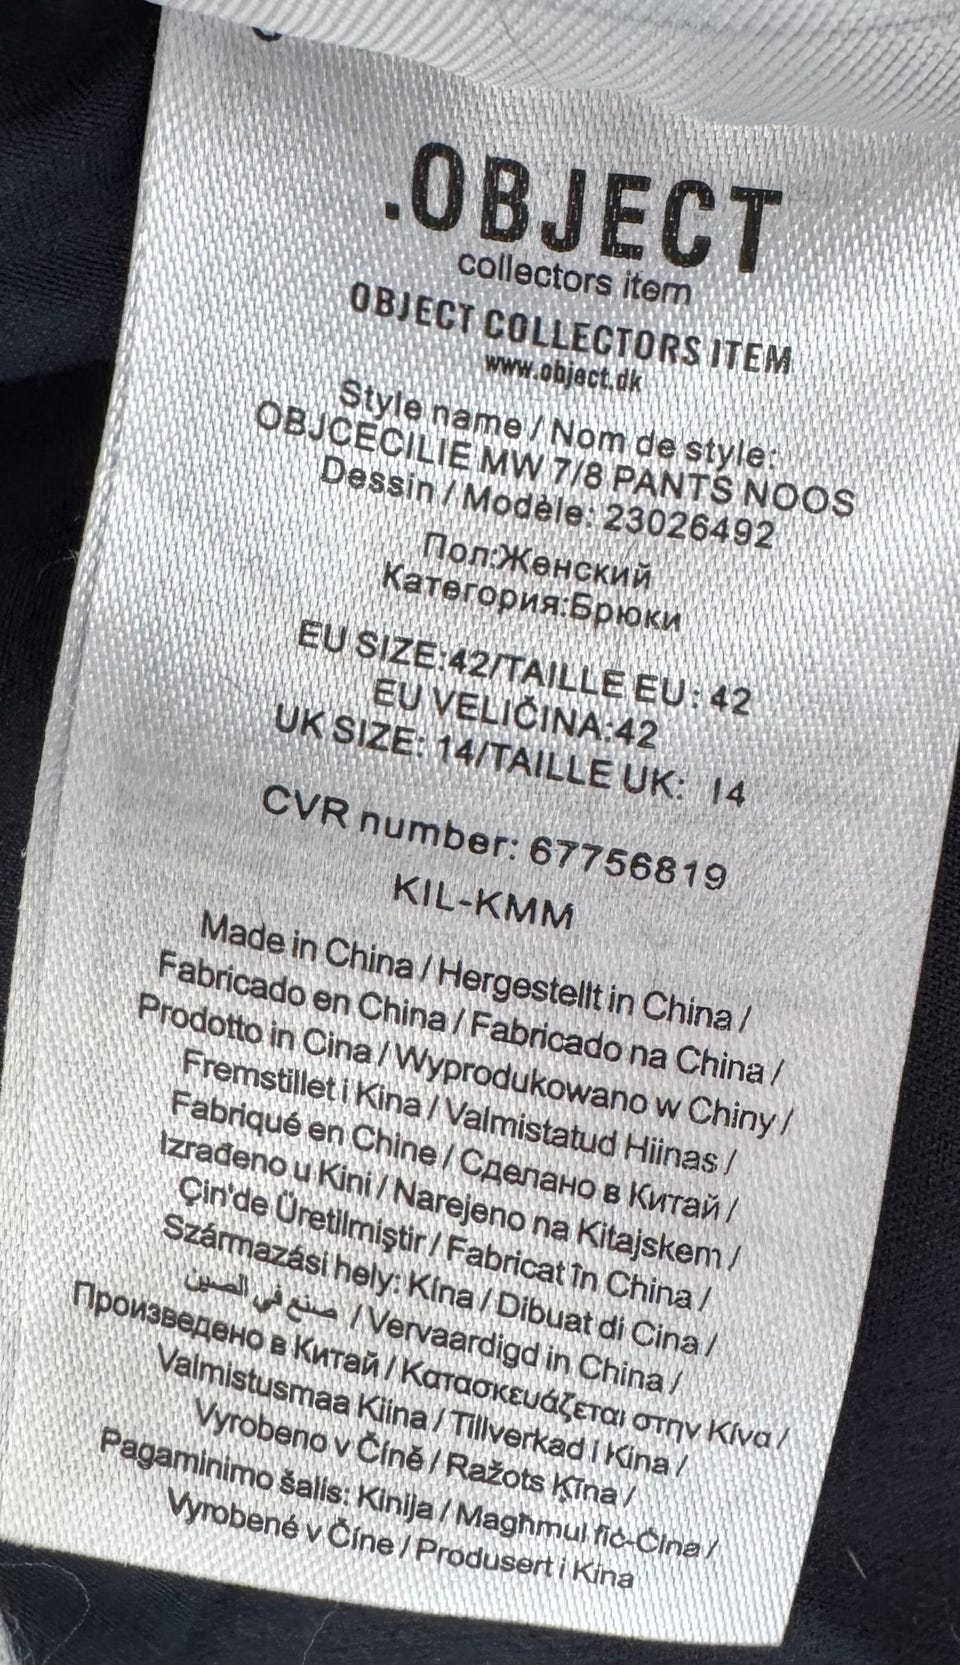 .OBJECT
collectors item
OBJECT COLLECTORS ITEM
www.object.dk
Style name / Nom de style:
OBJCECILIE MW 7/8 PANTS NOOS
Dessin / Modèle: 23026492
Пол:Женский
Категория:Брюки
EU SIZE:42/TAILLE EU: 42
EU VELIČINA:42
UK SIZE: 14/TAILLE UK: 14
CVR number: 67756819
KIL-KMM
Made in China / Hergestellt in China /
Fabricado en China / Fabricado na China /
Prodotto in Cina / Wyprodukowano w Chiny /
Fremstillet i Kina / Valmistatud Hiinas /
Fabriqué en Chine / Сделано в Китай /
Izrađeno u Kini / Narejeno na Kitajskem /
Çin'de Üretilmiştir / Fabricat în China /
Származási hely: Kína / Dibuat di Cina /
صنع في الصين / Vervaardigd in China /
Произведено в Китай / Κατασκευάζεται στην Κίνα /
Valmistusmaa Kiina / Tillverkad i Kina /
Vyrobeno v Číně / Ražots Ķīna /
Pagaminimo šalis: Kinija / Magħmul fiċ-Ċina /
Vyrobené v Číne / Produsert i Kina